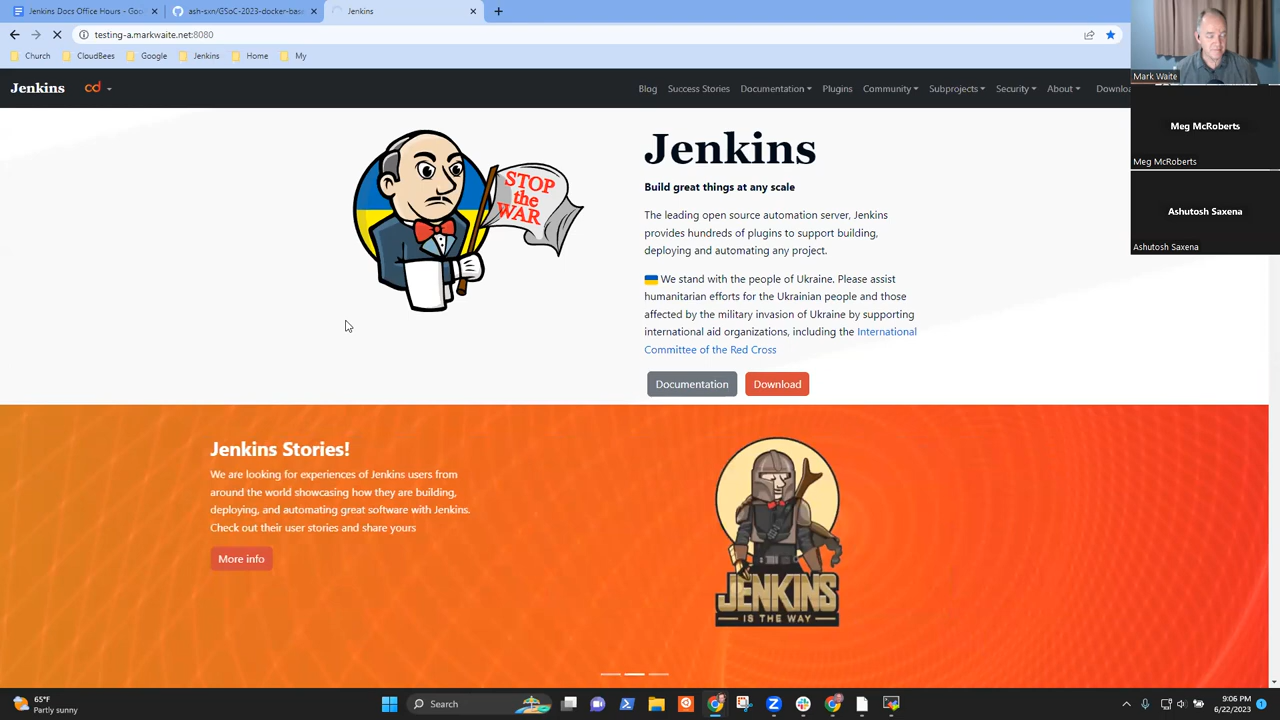 Jenkins Docs Office Hours - Goo
ash-sxn/GSoC-2023-docker-base
Jenkins
testing-a.markwaite.net:8080
Church
CloudBees
Google
Jenkins
Home
My
Jenkins
cd
Blog
Success Stories
Documentation
Plugins
Community
Subprojects
Security
About
Downloa
STOP
the
WAR
Jenkins
Build great things at any scale
The leading open source automation server, Jenkins
provides hundreds of plugins to support building,
deploying and automating any project.
We stand with the people of Ukraine. Please assist
humanitarian efforts for the Ukrainian people and those
affected by the military invasion of Ukraine by supporting
international aid organizations, including the International
Committee of the Red Cross
Documentation
Download
Jenkins Stories!
We are looking for experiences of Jenkins users from
around the world showcasing how they are building,
deploying, and automating great software with Jenkins.
Check out their user stories and share yours
More info
JENKINS
IS THE WAY
Mark Waite
Meg McRoberts
Meg McRoberts
Ashutosh Saxena
Ashutosh Saxena
65°F
Partly sunny
Search
9:06 PM
6/22/2023